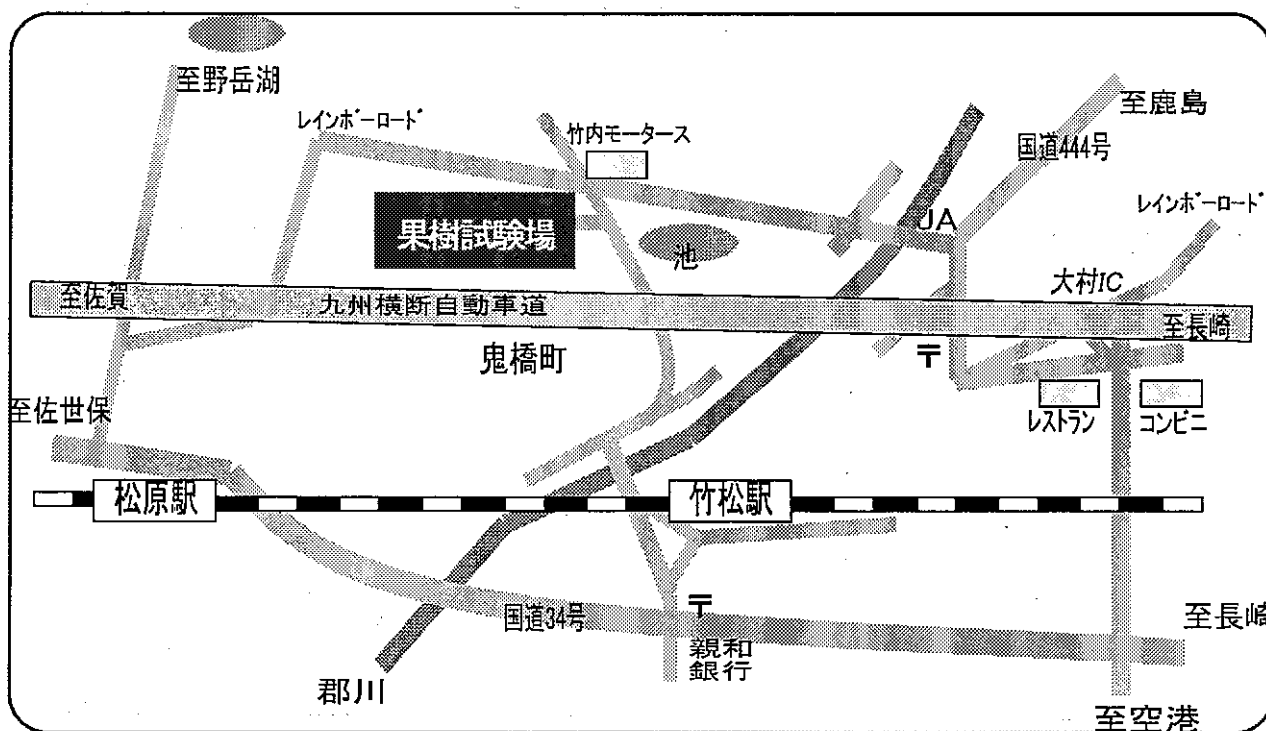 至野岳湖
至鹿島
レインボーロード
竹内モータース
国道444号
果樹試験場
レインボーロード
JA
池
大村IC
至佐賀
九州横断自動車道
至長崎
鬼橋町
〒
至佐世保
レストラン
コンビニ
松原駅
竹松駅
〒
国道34号
至長崎
親和
銀行
郡川
至空港